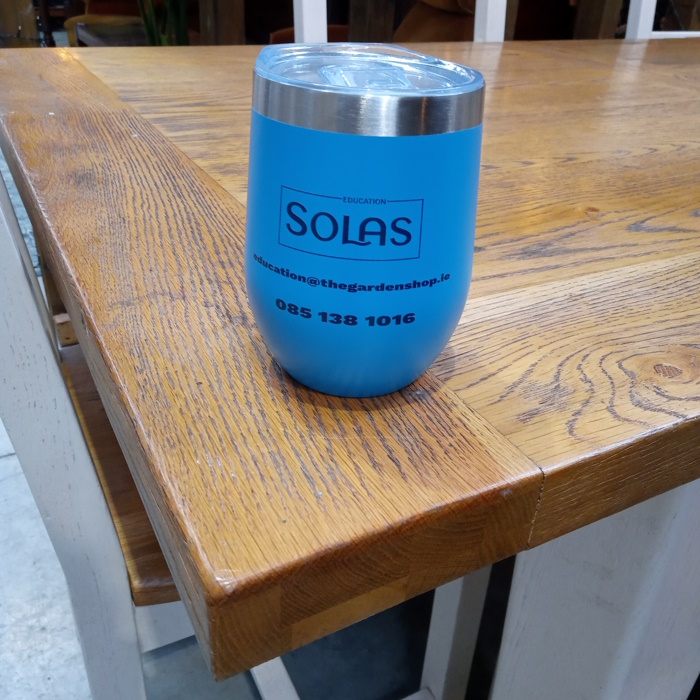 EDUCATION
SOLAS
education@thegardenshop.ie
085 138 1016